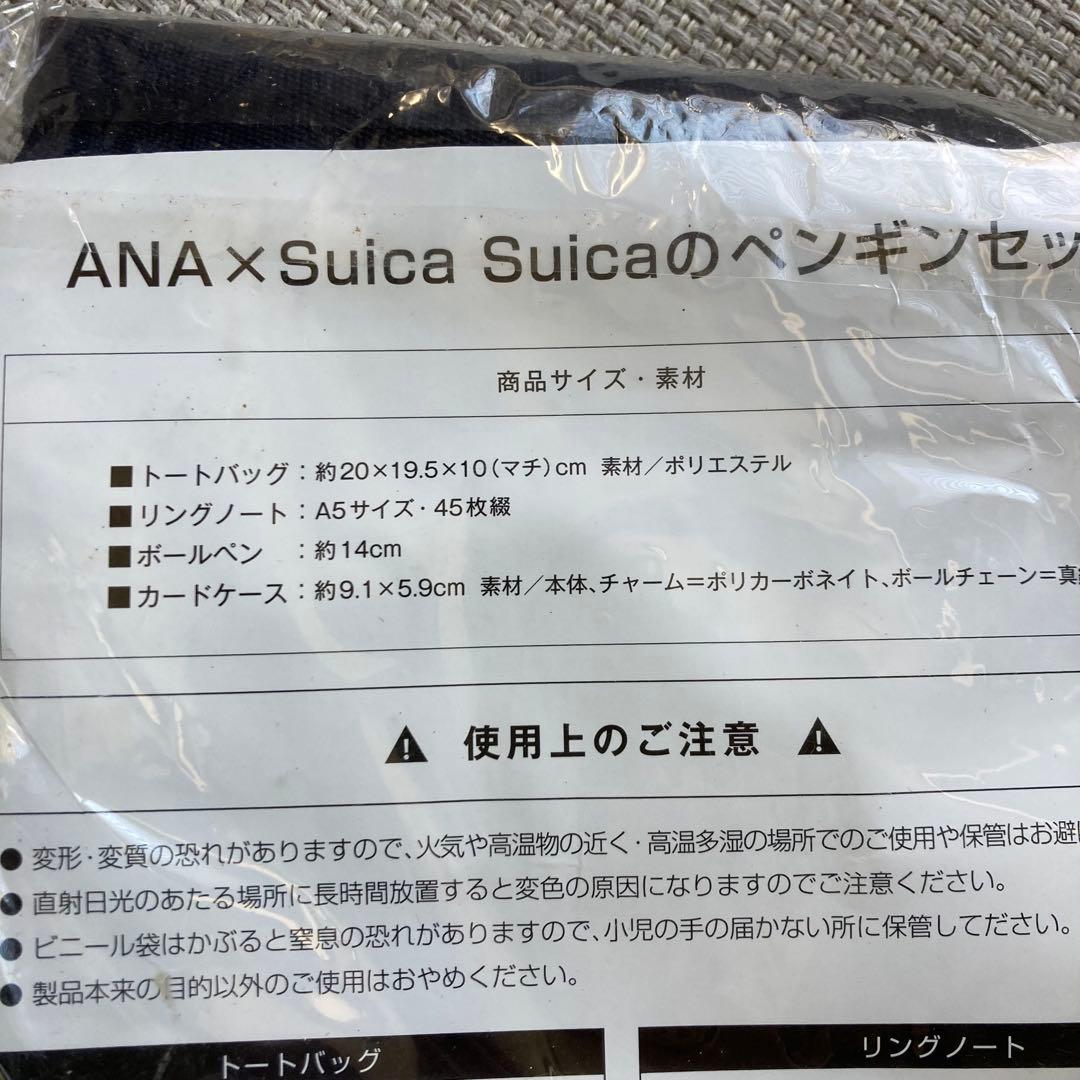 ANA×Suica Suicaのペンギンセッ
商品サイズ・素材
■ トートバッグ：約20×19.5×10（マチ）cm 素材／ポリエステル
■ リングノート：A5サイズ・45枚綴
■ ボールペン ：約14cm
■ カードケース：約9.1×5.9cm 素材／本体、チャーム＝ポリカーボネイト、ボールチェーン＝真
⚠ 使用上のご注意 ⚠
● 変形・変質の恐れがありますので、火気や高温物の近く・高温多湿の場所でのご使用や保管はお避
● 直射日光のあたる場所に長時間放置すると変色の原因になりますのでご注意ください。
● ビニール袋はかぶると窒息の恐れがありますので、小児の手の届かない所に保管してださい。
● 製品本来の目的以外のご使用はおやめください。
トートバッグ
リングノート